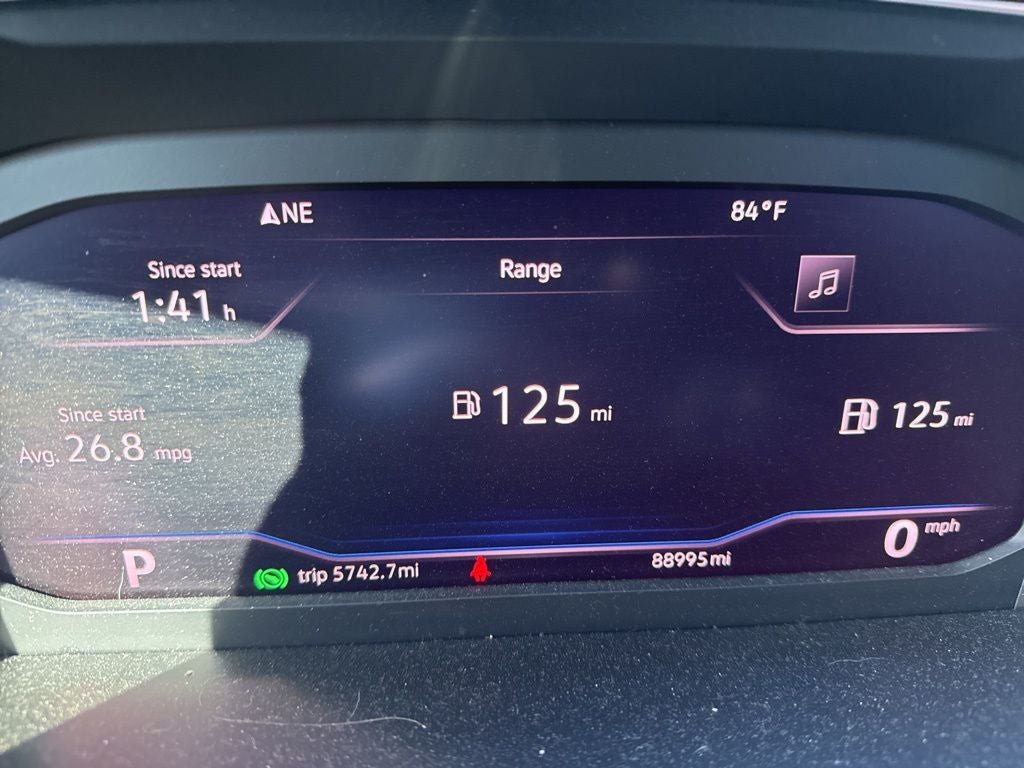 NE
84°F
Since start
1:41 h
Range
125 mi
125 mi
Since start
Avg. 26.8 mpg
P
trip 5742.7mi
88995mi
0 mph